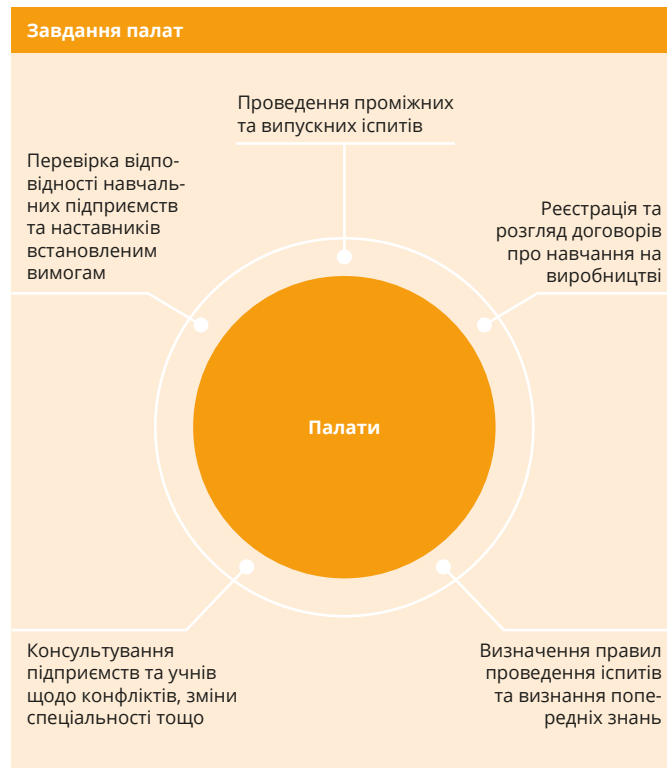 Завдання палат
Проведення проміжних
та випускних іспитів
Перевірка відпо-
відності навчаль-
них підприємств
та наставників
встановленим
вимогам
Реєстрація та
розгляд договорів
про навчання на
виробництві
Палати
Консультування
підприємств та учнів
щодо конфліктів, зміни
спеціальності тощо
Визначення правил
проведення іспитів
та визнання попе-
редніх знань